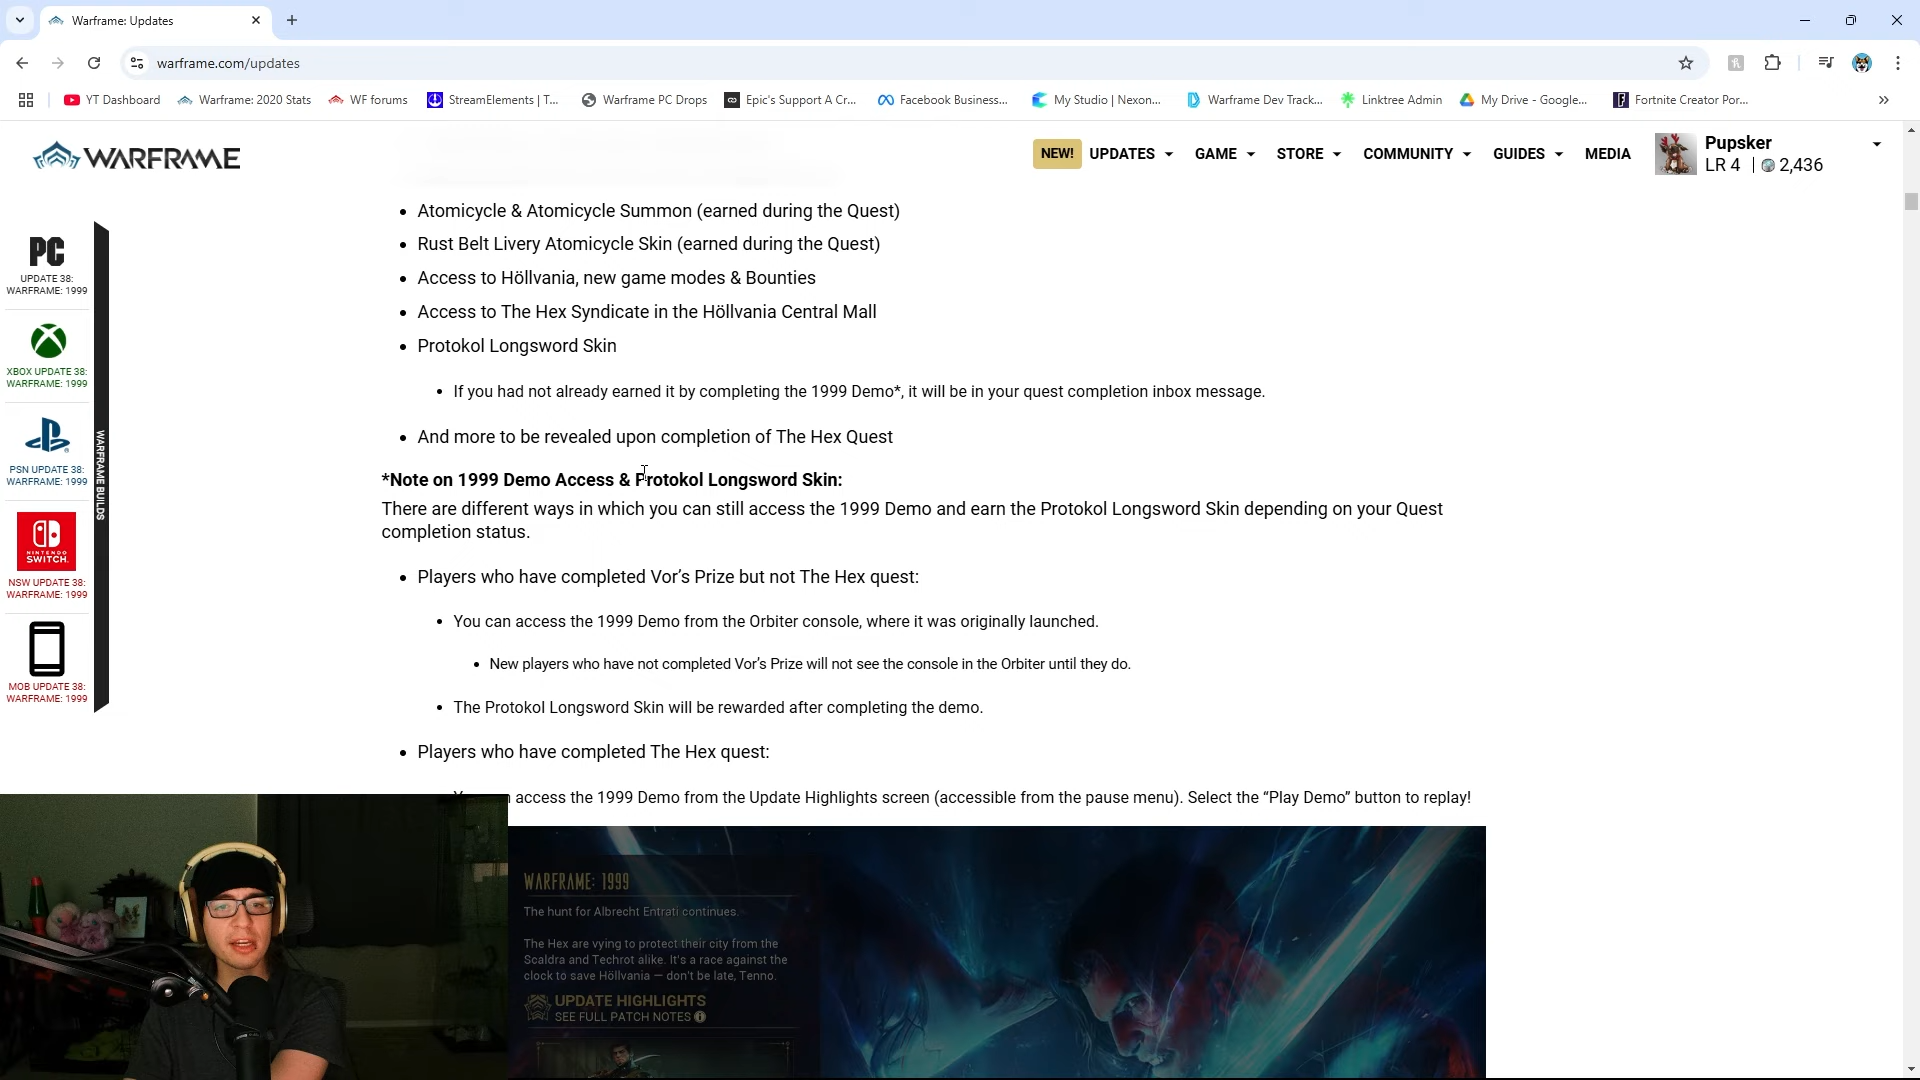 Warframe: Updates
warframe.com/updates
YT Dashboard
Warframe: 2020 Stats
WF forums
StreamElements | T...
Warframe PC Drops
Epic's Support A Cr...
Facebook Business...
My Studio | Nexon...
Warframe Dev Track...
Linktree Admin
My Drive - Google...
Fortnite Creator Por...
WARFRAME
NEW! UPDATES
GAME
STORE
COMMUNITY
GUIDES
MEDIA
Pupsker
LR 4 | 2,436
PC
UPDATE 38:
WARFRAME: 1999
XBOX UPDATE 38:
WARFRAME: 1999
PSN UPDATE 38:
WARFRAME: 1999
NINTENDO
SWITCH
NSW UPDATE 38:
WARFRAME: 1999
MOB UPDATE 38:
WARFRAME: 1999
WARFRAME BUILDS
• Atomicycle & Atomicycle Summon (earned during the Quest)
• Rust Belt Livery Atomicycle Skin (earned during the Quest)
• Access to Höllvania, new game modes & Bounties
• Access to The Hex Syndicate in the Höllvania Central Mall
• Protokol Longsword Skin
• If you had not already earned it by completing the 1999 Demo*, it will be in your quest completion inbox message.
• And more to be revealed upon completion of The Hex Quest
*Note on 1999 Demo Access & Protokol Longsword Skin:
There are different ways in which you can still access the 1999 Demo and earn the Protokol Longsword Skin depending on your Quest
completion status.
• Players who have completed Vor’s Prize but not The Hex quest:
• You can access the 1999 Demo from the Orbiter console, where it was originally launched.
• New players who have not completed Vor’s Prize will not see the console in the Orbiter until they do.
• The Protokol Longsword Skin will be rewarded after completing the demo.
• Players who have completed The Hex quest:
access the 1999 Demo from the Update Highlights screen (accessible from the pause menu). Select the “Play Demo” button to replay!
WARFRAME: 1999
The hunt for Albrecht Entrati continues.
The Hex are vying to protect their city from the
Scaldra and Techrot alike. It's a race against the
clock to save Höllvania — don't be late, Tenno.
UPDATE HIGHLIGHTS
SEE FULL PATCH NOTES